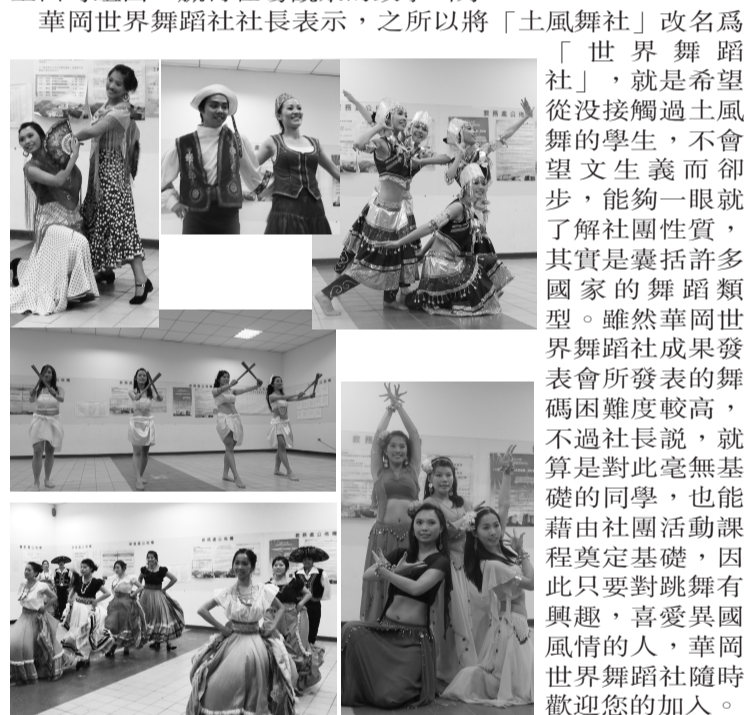 華岡世界舞蹈社社長表示，之所以將「土風舞社」改名爲
「世界舞蹈
社」，就是希望
從没接觸過土風
舞的學生，不會
望文生義而卻
步，能夠一眼就
了解社團性質，
其實是囊括許多
國家的舞蹈類
型。雖然華岡世
界舞蹈社成果發
表會所發表的舞
碼困難度較高，
不過社長説，就
算是對此毫無基
礎的同學，也能
藉由社團活動課
程奠定基礎，因
此只要對跳舞有
興趣，喜愛異國
風情的人，華岡
世界舞蹈社隨時
歡迎您的加入。